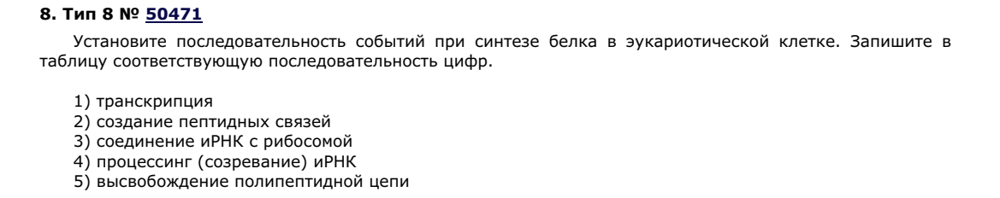 8. Тип 8 № 50471
Установите последовательность событий при синтезе белка в эукариотической клетке. Запишите в
таблицу соответствующую последовательность цифр.
1) транскрипция
2) создание пептидных связей
3) соединение иРНК с рибосомой
4) процессинг (созревание) иРНК
5) высвобождение полипептидной цепи